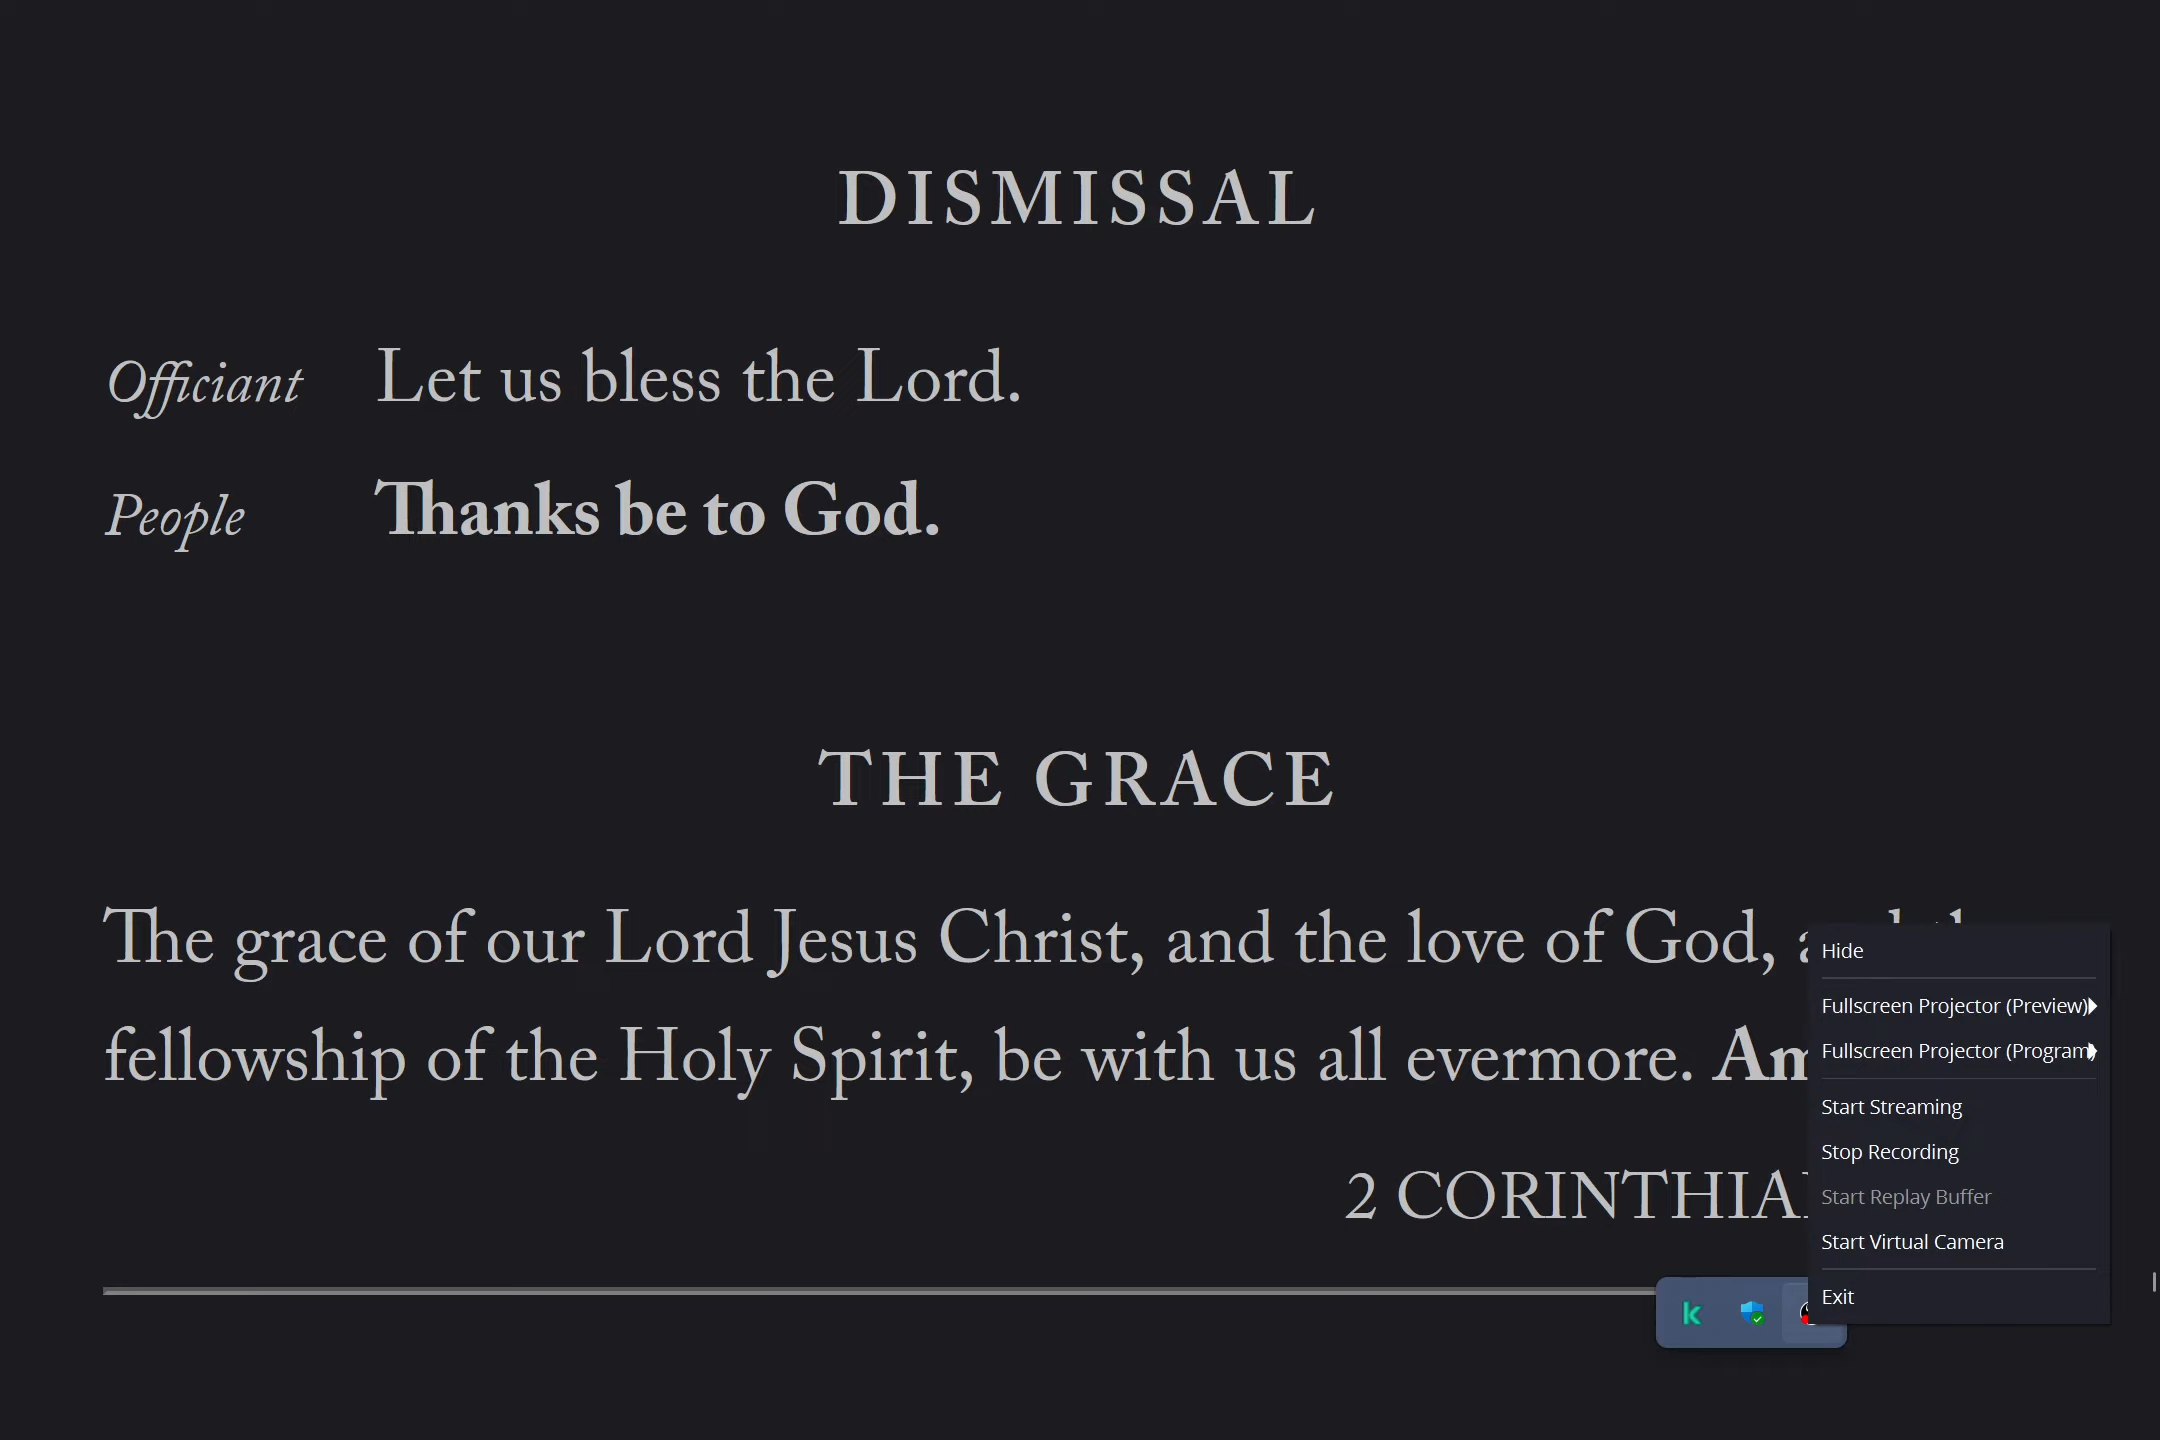 DISMISSAL
Officiant Let us bless the Lord.
People Thanks be to God.
THE GRACE
The grace of our Lord Jesus Christ, and the love of God,
fellowship of the Holy Spirit, be with us all evermore.
2
Hide
Fullscreen Projector (Preview)
Fullscreen Projector (Program)
Start Streaming
Stop Recording
Start Replay Buffer
Start Virtual Camera
Exit
k